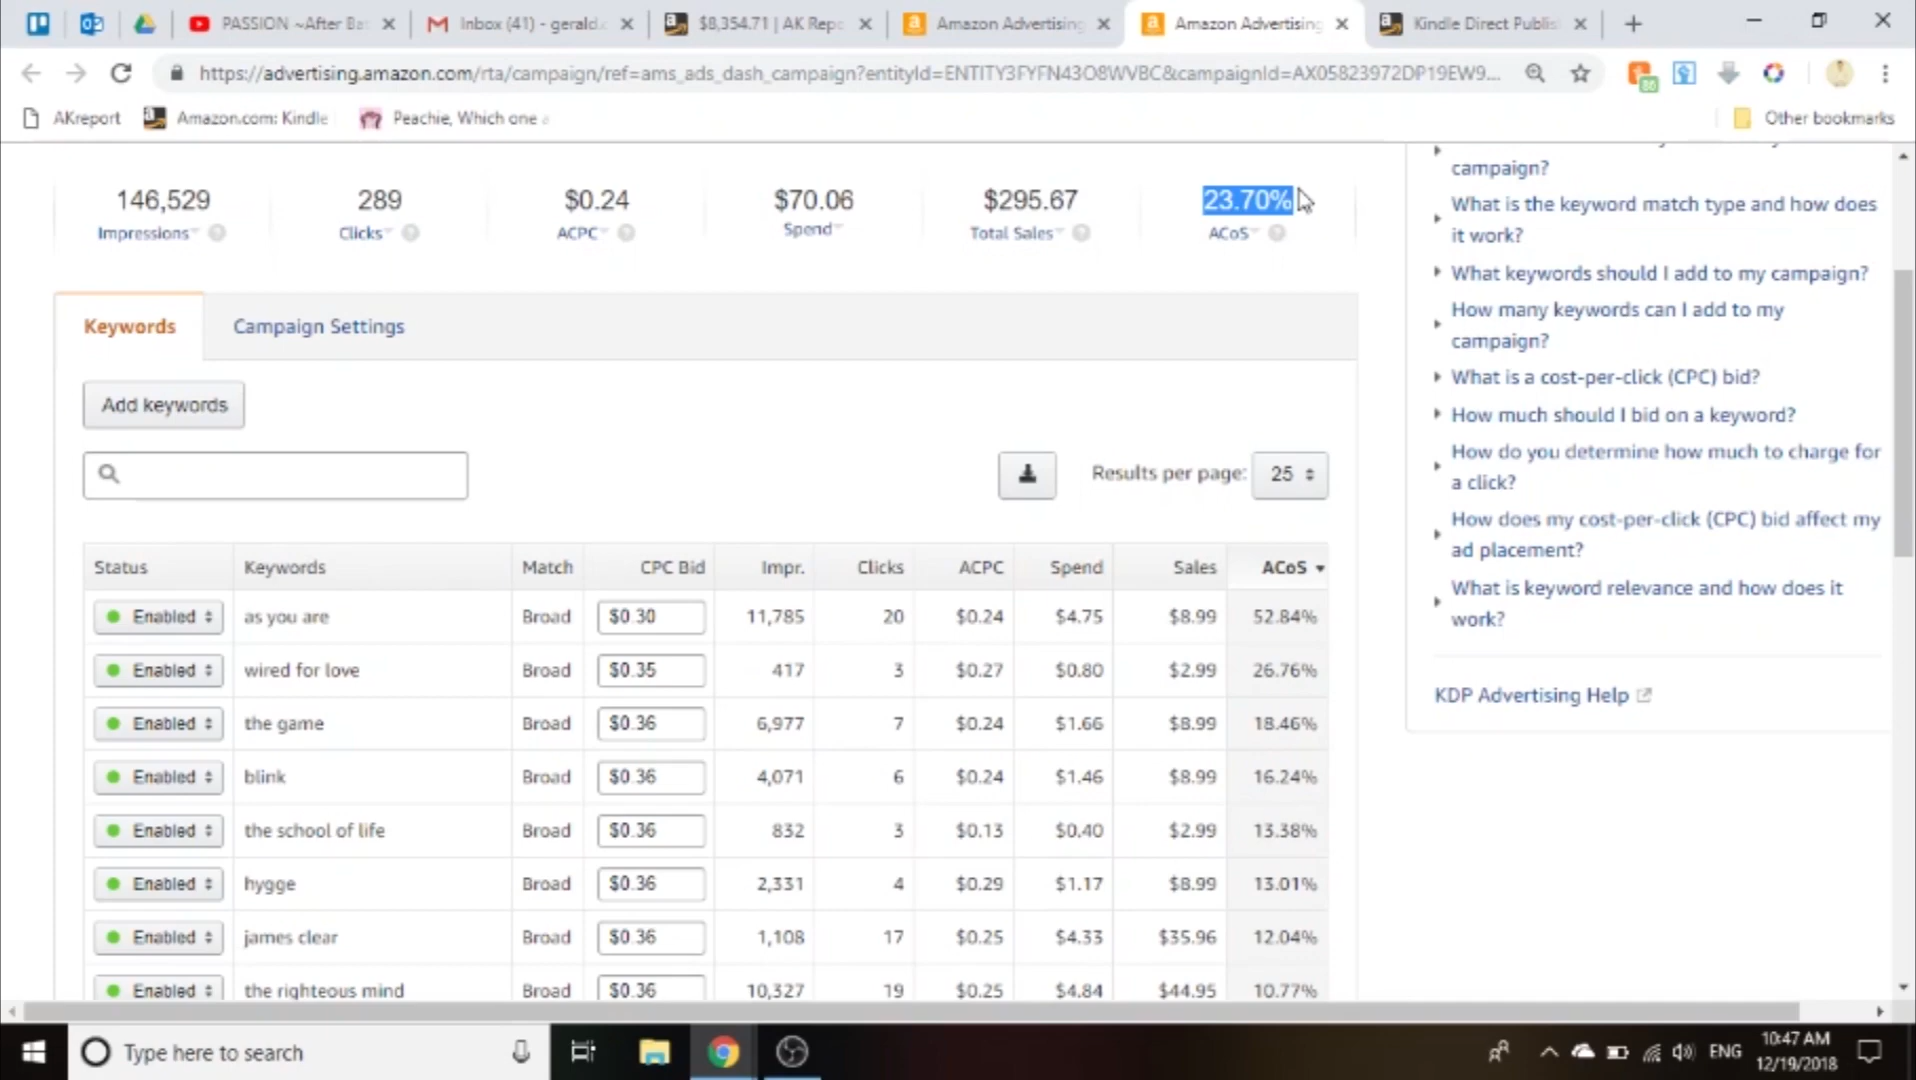 PASSION ~After Ba
Inbox (41) - gerald.
$8,354.71 | AK Repo
Amazon Advertising
Amazon Advertising
Kindle Direct Publis
https://advertising.amazon.com/rta/campaign/ref=ams_ads_dash_campaign?entityId=ENTITY3FYFN43O8WVBC&campaignId=AX05823972DP19EW9...
AKreport
Amazon.com: Kindle
Peachie, Which one a
Other bookmarks
146,529
289
$0.24
$70.06
$295.67
23.70%
Impressions
Clicks
ACPC
Spend
Total Sales
ACoS
Keywords
Campaign Settings
Add keywords
Results per page:
25
Status Keywords Match CPC Bid Impr. Clicks ACPC Spend Sales ACoS
Enabled as you are Broad $0.30 11,785 20 $0.24 $4.75 $8.99 52.84%
Enabled wired for love Broad $0.35 417 3 $0.27 $0.80 $2.99 26.76%
Enabled the game Broad $0.36 6,977 7 $0.24 $1.66 $8.99 18.46%
Enabled blink Broad $0.36 4,071 6 $0.24 $1.46 $8.99 16.24%
Enabled the school of life Broad $0.36 832 3 $0.13 $0.40 $2.99 13.38%
Enabled hygge Broad $0.36 2,331 4 $0.29 $1.17 $8.99 13.01%
Enabled james clear Broad $0.36 1,108 17 $0.25 $4.33 $35.96 12.04%
Enabled the righteous mind Broad $0.36 10,327 19 $0.25 $4.84 $44.95 10.77%
campaign?
What is the keyword match type and how does
it work?
What keywords should I add to my campaign?
How many keywords can I add to my
campaign?
What is a cost-per-click (CPC) bid?
How much should I bid on a keyword?
How do you determine how much to charge for
a click?
How does my cost-per-click (CPC) bid affect my
ad placement?
What is keyword relevance and how does it
work?
KDP Advertising Help
Type here to search
ENG
10:47 AM
12/19/2018